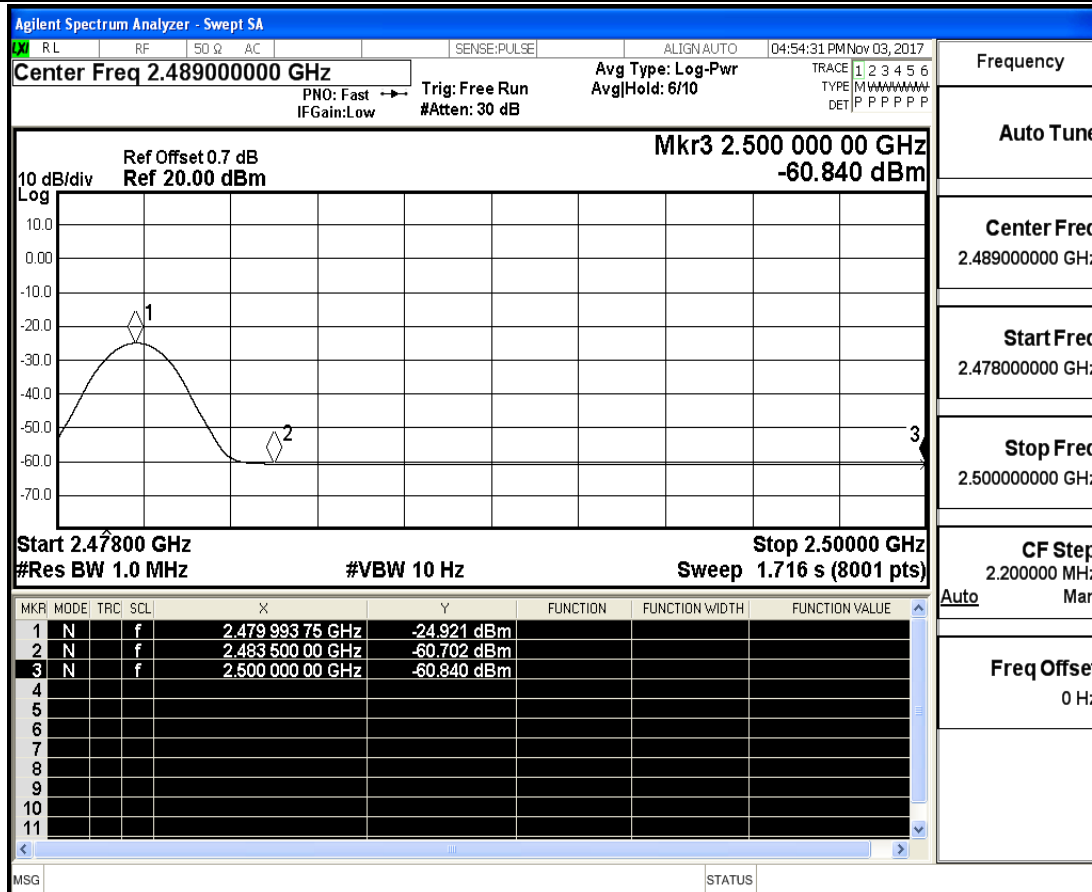 Agilent Spectrum Analyzer - Swept SA
LXI RL RF 50 Ω AC SENSE:PULSE ALIGN AUTO 04:54:31 PM Nov 03, 2017
Center Freq 2.489000000 GHz
PNO: Fast
IFGain:Low
Trig: Free Run
#Atten: 30 dB
Avg Type: Log-Pwr
Avg|Hold: 6/10
TRACE 1 2 3 4 5 6
TYPE M WWWWW
DET P P P P P P
Mkr3 2.500 000 00 GHz
-60.840 dBm
Ref Offset 0.7 dB
10 dB/div Ref 20.00 dBm
Log
10.0
0.00
-10.0
-20.0
-30.0
-40.0
-50.0
-60.0
-70.0
1
2
3
Start 2.47800 GHz Stop 2.50000 GHz
#Res BW 1.0 MHz #VBW 10 Hz Sweep 1.716 s (8001 pts)
MKR MODE TRC SCL X Y FUNCTION FUNCTION WIDTH FUNCTION VALUE
1 N f 2.479 993 75 GHz -24.921 dBm
2 N f 2.483 500 00 GHz -60.702 dBm
3 N f 2.500 000 00 GHz -60.840 dBm
4
5
6
7
8
9
10
11
MSG STATUS
Frequency
Auto Tune
Center Freq
2.489000000 GHz
Start Freq
2.478000000 GHz
Stop Freq
2.500000000 GHz
CF Step
2.200000 MHz
Auto Man
Freq Offset
0 Hz